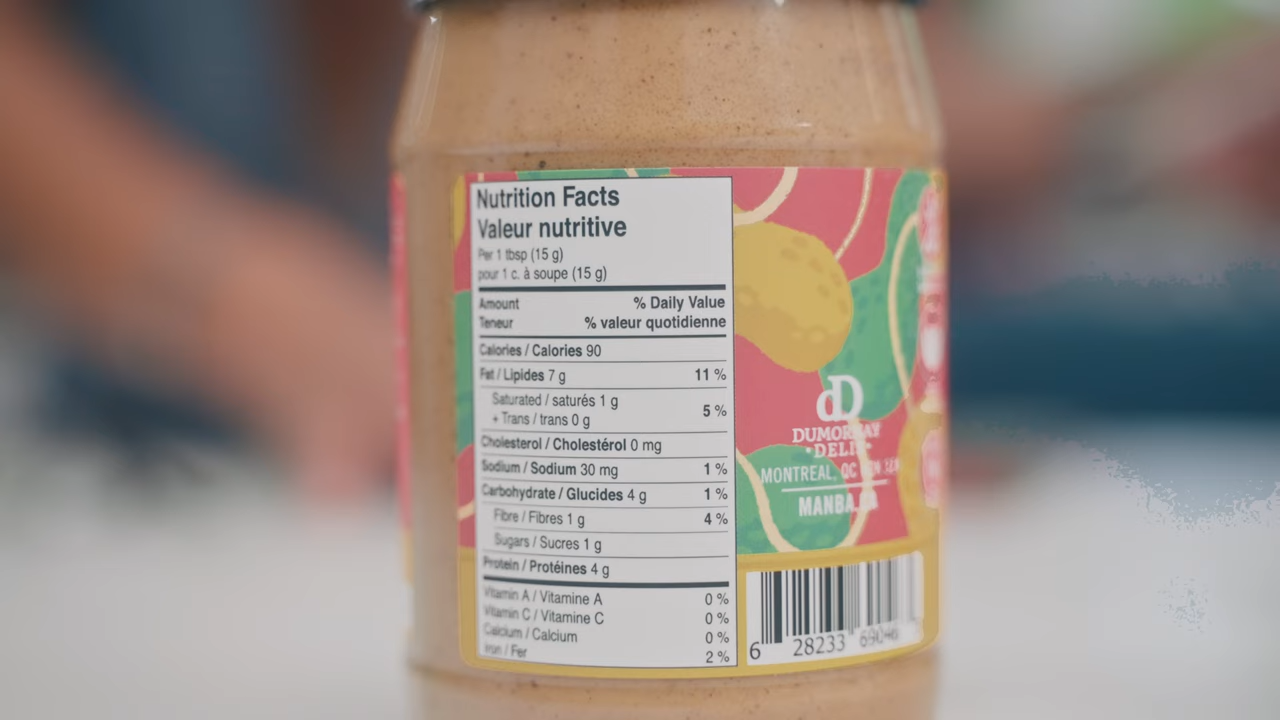 Nutrition Facts
Valeur nutritive
Per 1 tbsp (15 g)
pour 1 c. à soupe (15 g)
Amount % Daily Value
Teneur % valeur quotidienne
Calories / Calories 90
Fat / Lipides 7 g 11 %
Saturated / saturés 1 g
+ Trans / trans 0 g 5 %
Cholesterol / Cholestérol 0 mg
Sodium / Sodium 30 mg 1 %
Carbohydrate / Glucides 4 g 1 %
Fibre / Fibres 1 g 4 %
Sugars / Sucres 1 g
Protein / Protéines 4 g
Vitamin A / Vitamine A 0 %
Vitamin C / Vitamine C 0 %
Calcium / Calcium 0 %
Iron / Fer 2 %
dD
MONTREAL, QC
6 28233